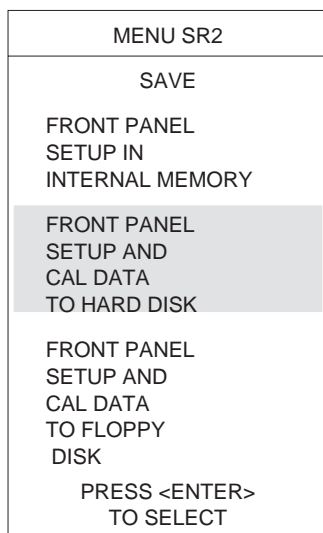 MENU SR2
SAVE
FRONT PANEL
SETUP IN
INTERNAL MEMORY
FRONT PANEL
SETUP AND
CAL DATA
TO HARD DISK
FRONT PANEL
SETUP AND
CAL DATA
TO FLOPPY
DISK
PRESS <ENTER>
TO SELECT